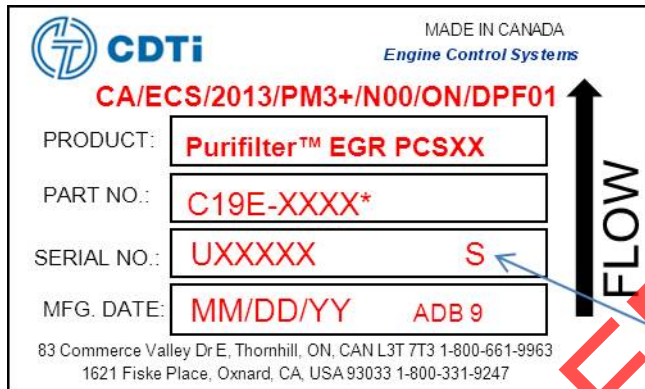 CDTi
MADE IN CANADA
Engine Control Systems
CA/ECS/2013/PM3+/N00/ON/DPF01
PRODUCT: Purifilter™ EGR PCSXX
PART NO.: C19E-XXXX*
SERIAL NO.: UXXXXX S
MFG. DATE: MM/DD/YY ADB 9
FLOW
83 Commerce Valley Dr E, Thornhill, ON, CAN L3T 7T3 1-800-661-9963
1621 Fiske Place, Oxnard, CA, USA 93033 1-800-331-9247